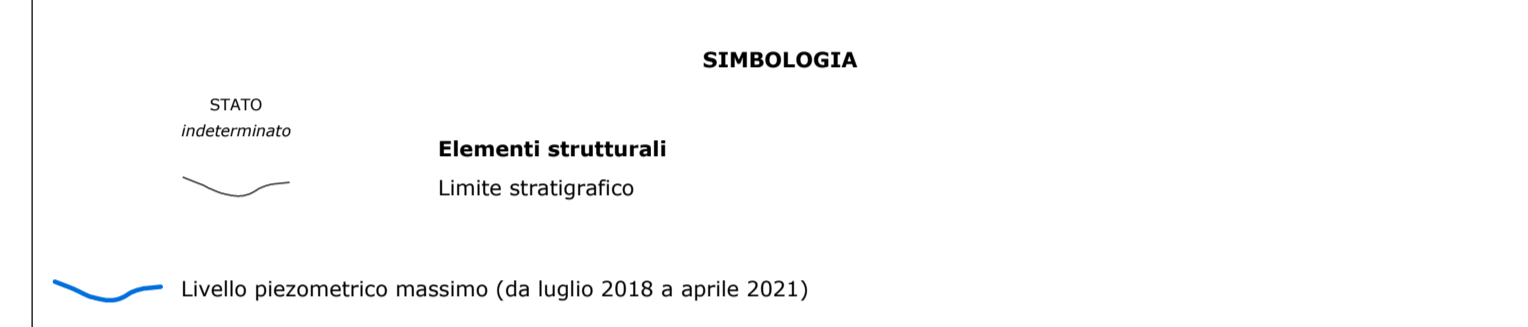 SIMBOLOGIA
STATO
indeterminato
Elementi strutturali
Limite stratigrafico
Livello piezometrico massimo (da luglio 2018 a aprile 2021)